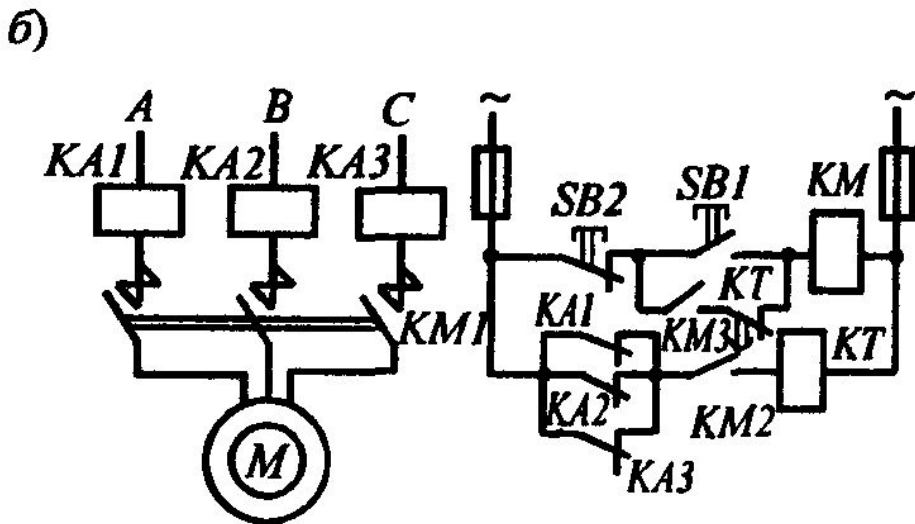 б)
A B C ~ ~
KA1 KA2 KA3 SB2 SB1 KM
KT
KA1 KM3
KM1 KT
KA2 KM2
M KA3